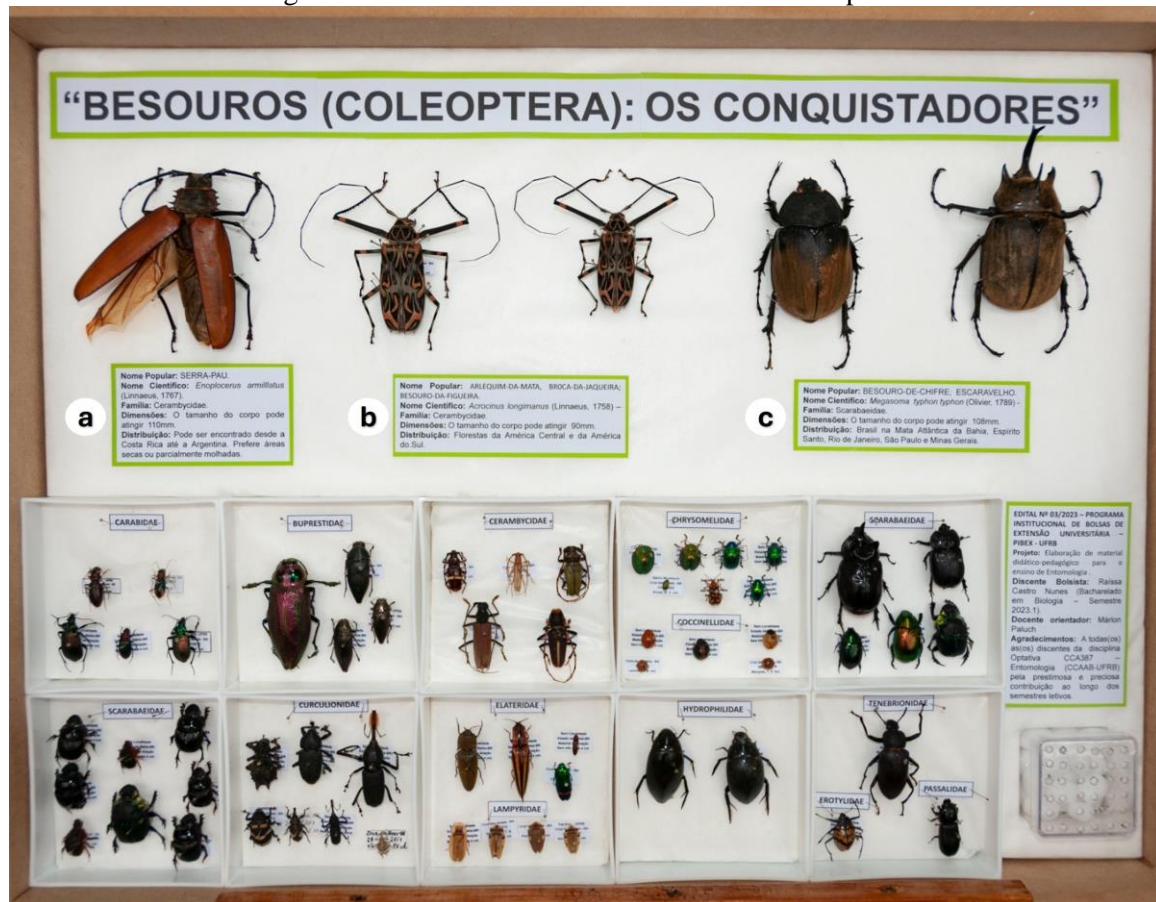 “BESOUROS (COLEOPTERA): OS CONQUISTADORES”
a
Nome Popular: SERRA-PAU.
Nome Científico: Enoplocerus armillatus
(Linnaeus, 1767).
Família: Cerambycidae.
Dimensões: O tamanho do corpo pode
atingir 110mm.
Distribuição: Pode ser encontrado desde a
Costa Rica até a Argentina. Prefere áreas
secas ou parcialmente molhadas.
b
Nome Popular: ARLEQUIM-DA-MATA, BROCA-DA-JAQUEIRA;
BESOURO-DA-FIGUEIRA.
Nome Científico: Acrocinus longimanus (Linnaeus, 1758) –
Família: Cerambycidae.
Dimensões: O tamanho do corpo pode atingir 90mm.
Distribuição: Florestas da América Central e da América
do Sul.
c
Nome Popular: BESOURO-DE-CHIFRE, ESCARAVELHO.
Nome Científico: Megasoma typhon typhon (Olivier, 1789) -
Família: Scarabaeidae.
Dimensões: O tamanho do corpo pode atingir 108mm.
Distribuição: Brasil na Mata Atlântica da Bahia, Espírito
Santo, Rio de Janeiro, São Paulo e Minas Gerais.
CARABIDAE
BUPRESTIDAE
CERAMBYCIDAE
CHRYSOMELIDAE
COCCINELLIDAE
SCARABAEIDAE
EDITAL Nº 03/2023 – PROGRAMA
INSTITUCIONAL DE BOLSAS DE
EXTENSÃO UNIVERSITÁRIA –
PIBEX - UFRB
Projeto: Elaboração de material
didático-pedagógico para o
ensino de Entomologia.
Discente Bolsista: Raíssa
Castro Nunes (Bacharelado
em Biologia – Semestre
2023.1).
Docente orientador: Márlon
Paluch
Agradecimentos: A todas(os)
as(os) discentes da disciplina
Optativa CCA387 –
Entomologia (CCAAB-UFRB)
pela prestimosa e preciosa
contribuição ao longo dos
semestres letivos.
SCARABAEIDAE
CURCULIONIDAE
ELATERIDAE
LAMPYRIDAE
HYDROPHILIDAE
TENEBRIONIDAE
EROTYLIDAE
PASSALIDAE